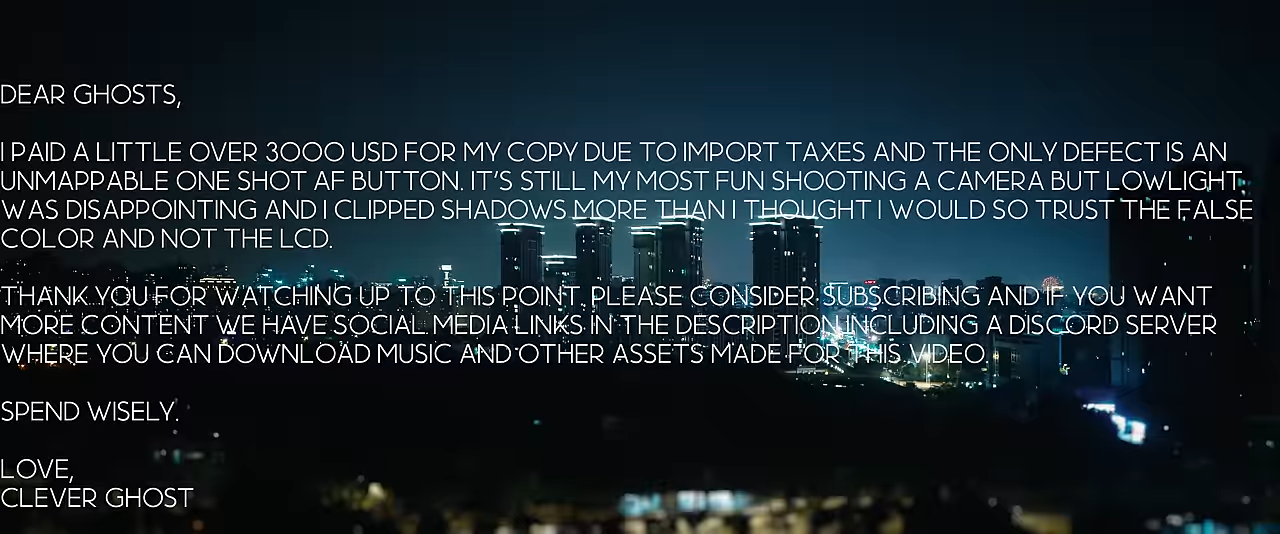 DEAR GHOSTS,
I PAID A LITTLE OVER 3000 USD FOR MY COPY DUE TO IMPORT TAXES AND THE ONLY DEFECT IS AN
UNMAPPABLE ONE SHOT AF BUTTON. IT'S STILL MY MOST FUN SHOOTING A CAMERA BUT LOWLIGHT
WAS DISAPPOINTING AND I CLIPPED SHADOWS MORE THAN I THOUGHT I WOULD SO TRUST THE FALSE
COLOR AND NOT THE LCD.
THANK YOU FOR WATCHING UP TO THIS POINT. PLEASE CONSIDER SUBSCRIBING AND IF YOU WANT
MORE CONTENT WE HAVE SOCIAL MEDIA LINKS IN THE DESCRIPTION INCLUDING A DISCORD SERVER
WHERE YOU CAN DOWNLOAD MUSIC AND OTHER ASSETS MADE FOR THIS VIDEO.
SPEND WISELY.
LOVE,
CLEVER GHOST